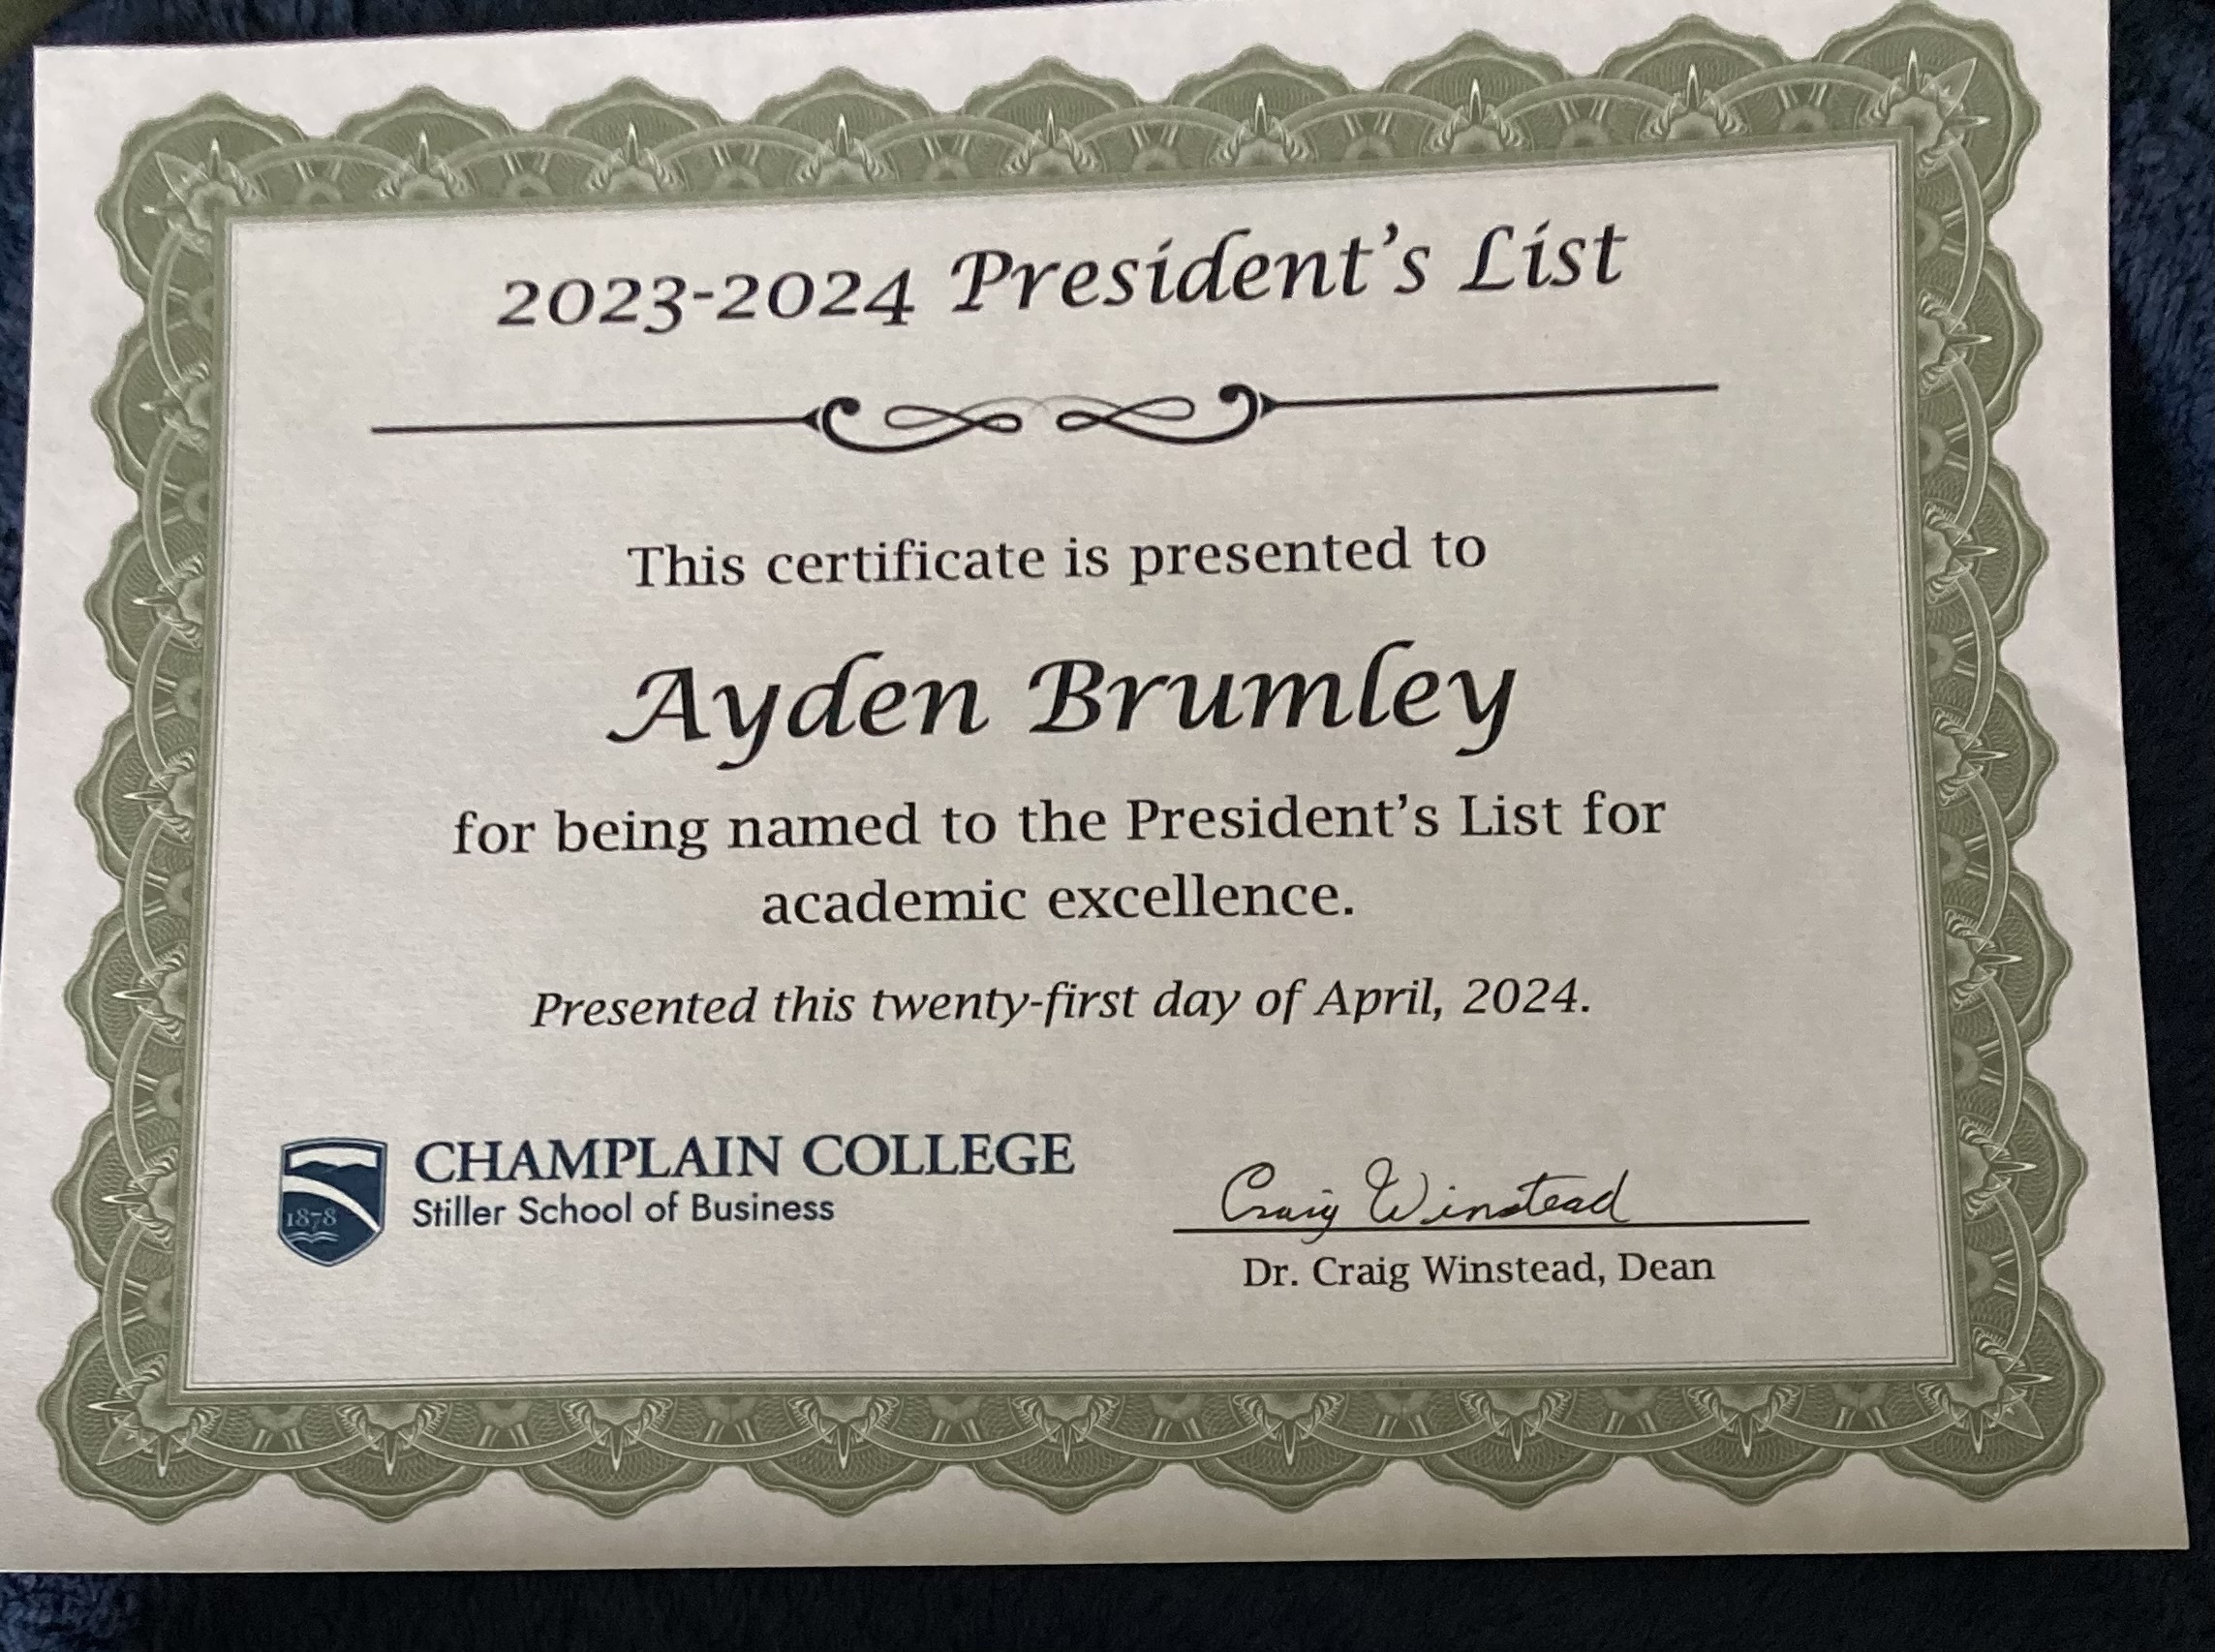 2023-2024 President's List
This certificate is presented to
Ayden Brumley
for being named to the President's List for
academic excellence.
Presented this twenty-first day of April, 2024.
1878
CHAMPLAIN COLLEGE
Stiller School of Business
Craig Winstead
Dr. Craig Winstead, Dean